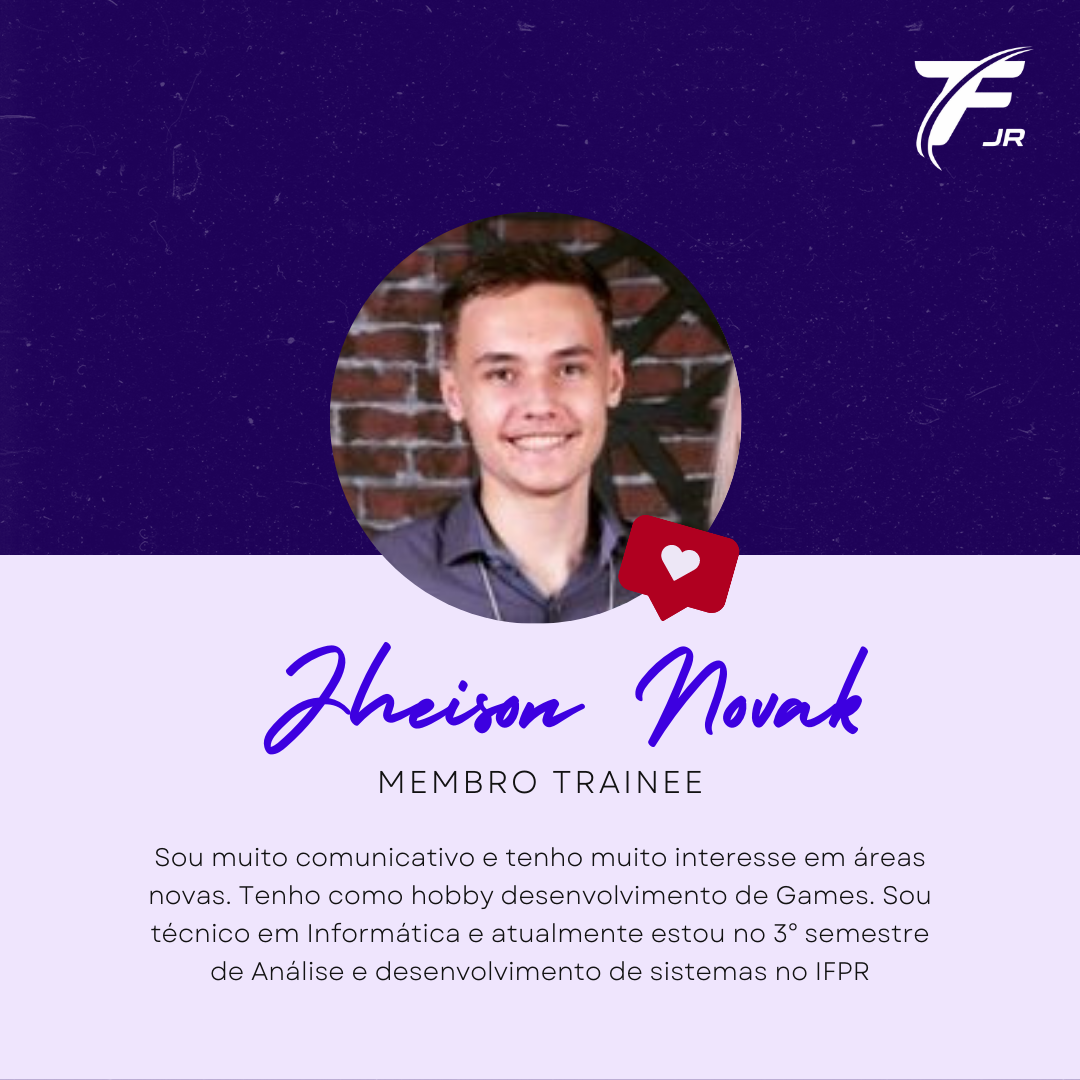 TF JR
Jheison Novak
MEMBRO TRAINEE
Sou muito comunicativo e tenho muito interesse em áreas
novas. Tenho como hobby desenvolvimento de Games. Sou
técnico em Informática e atualmente estou no 3° semestre
de Análise e desenvolvimento de sistemas no IFPR